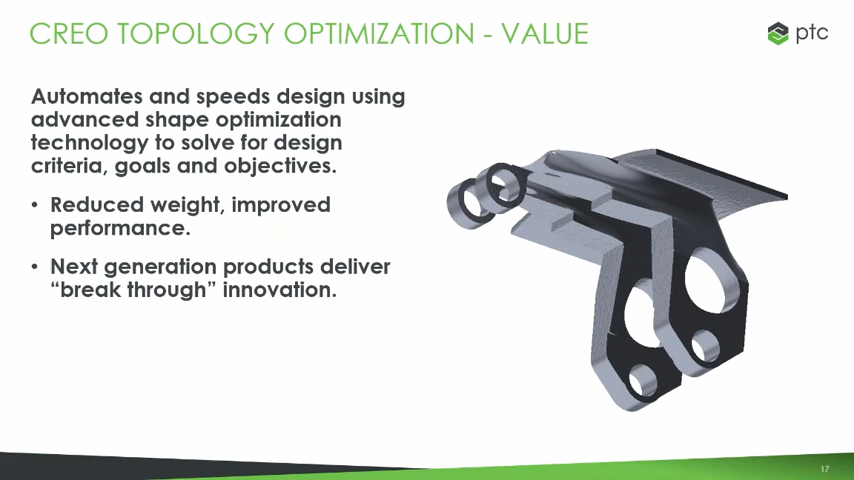 CREO TOPOLOGY OPTIMIZATION - VALUE
ptc
Automates and speeds design using
advanced shape optimization
technology to solve for design
criteria, goals and objectives.
• Reduced weight, improved
performance.
• Next generation products deliver
“break through” innovation.
17